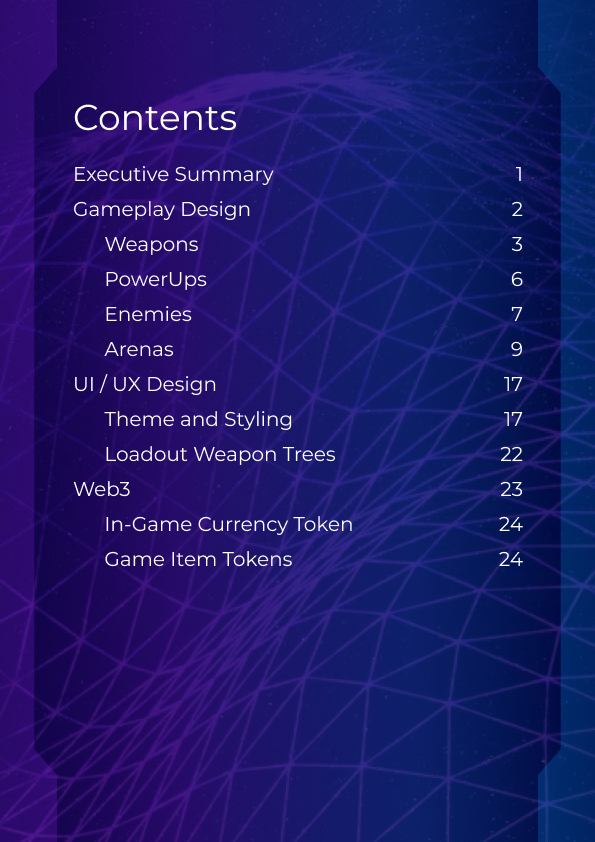 Contents
Executive Summary 1
Gameplay Design 2
Weapons 3
PowerUps 6
Enemies 7
Arenas 9
UI / UX Design 17
Theme and Styling 17
Loadout Weapon Trees 22
Web3 23
In-Game Currency Token 24
Game Item Tokens 24